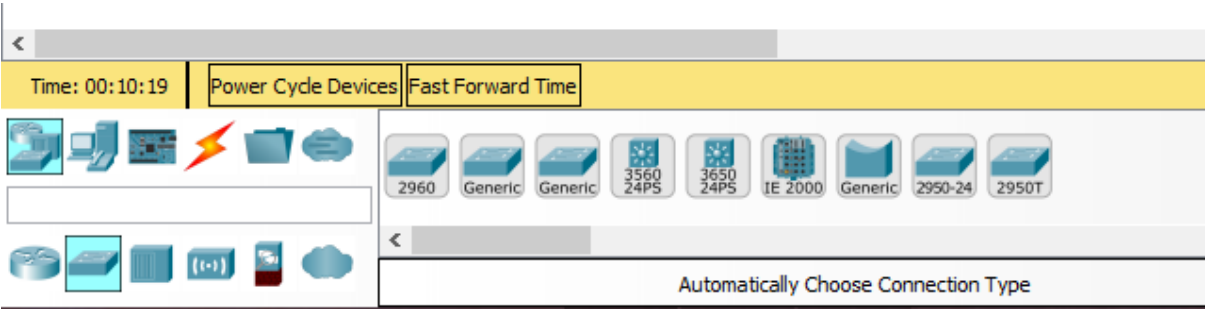 Time: 00:10:19 Power Cycle Devices Fast Forward Time
2960 Generic Generic 3560 24PS 3650 24PS IE 2000 Generic 2950-24 2950T
Automatically Choose Connection Type